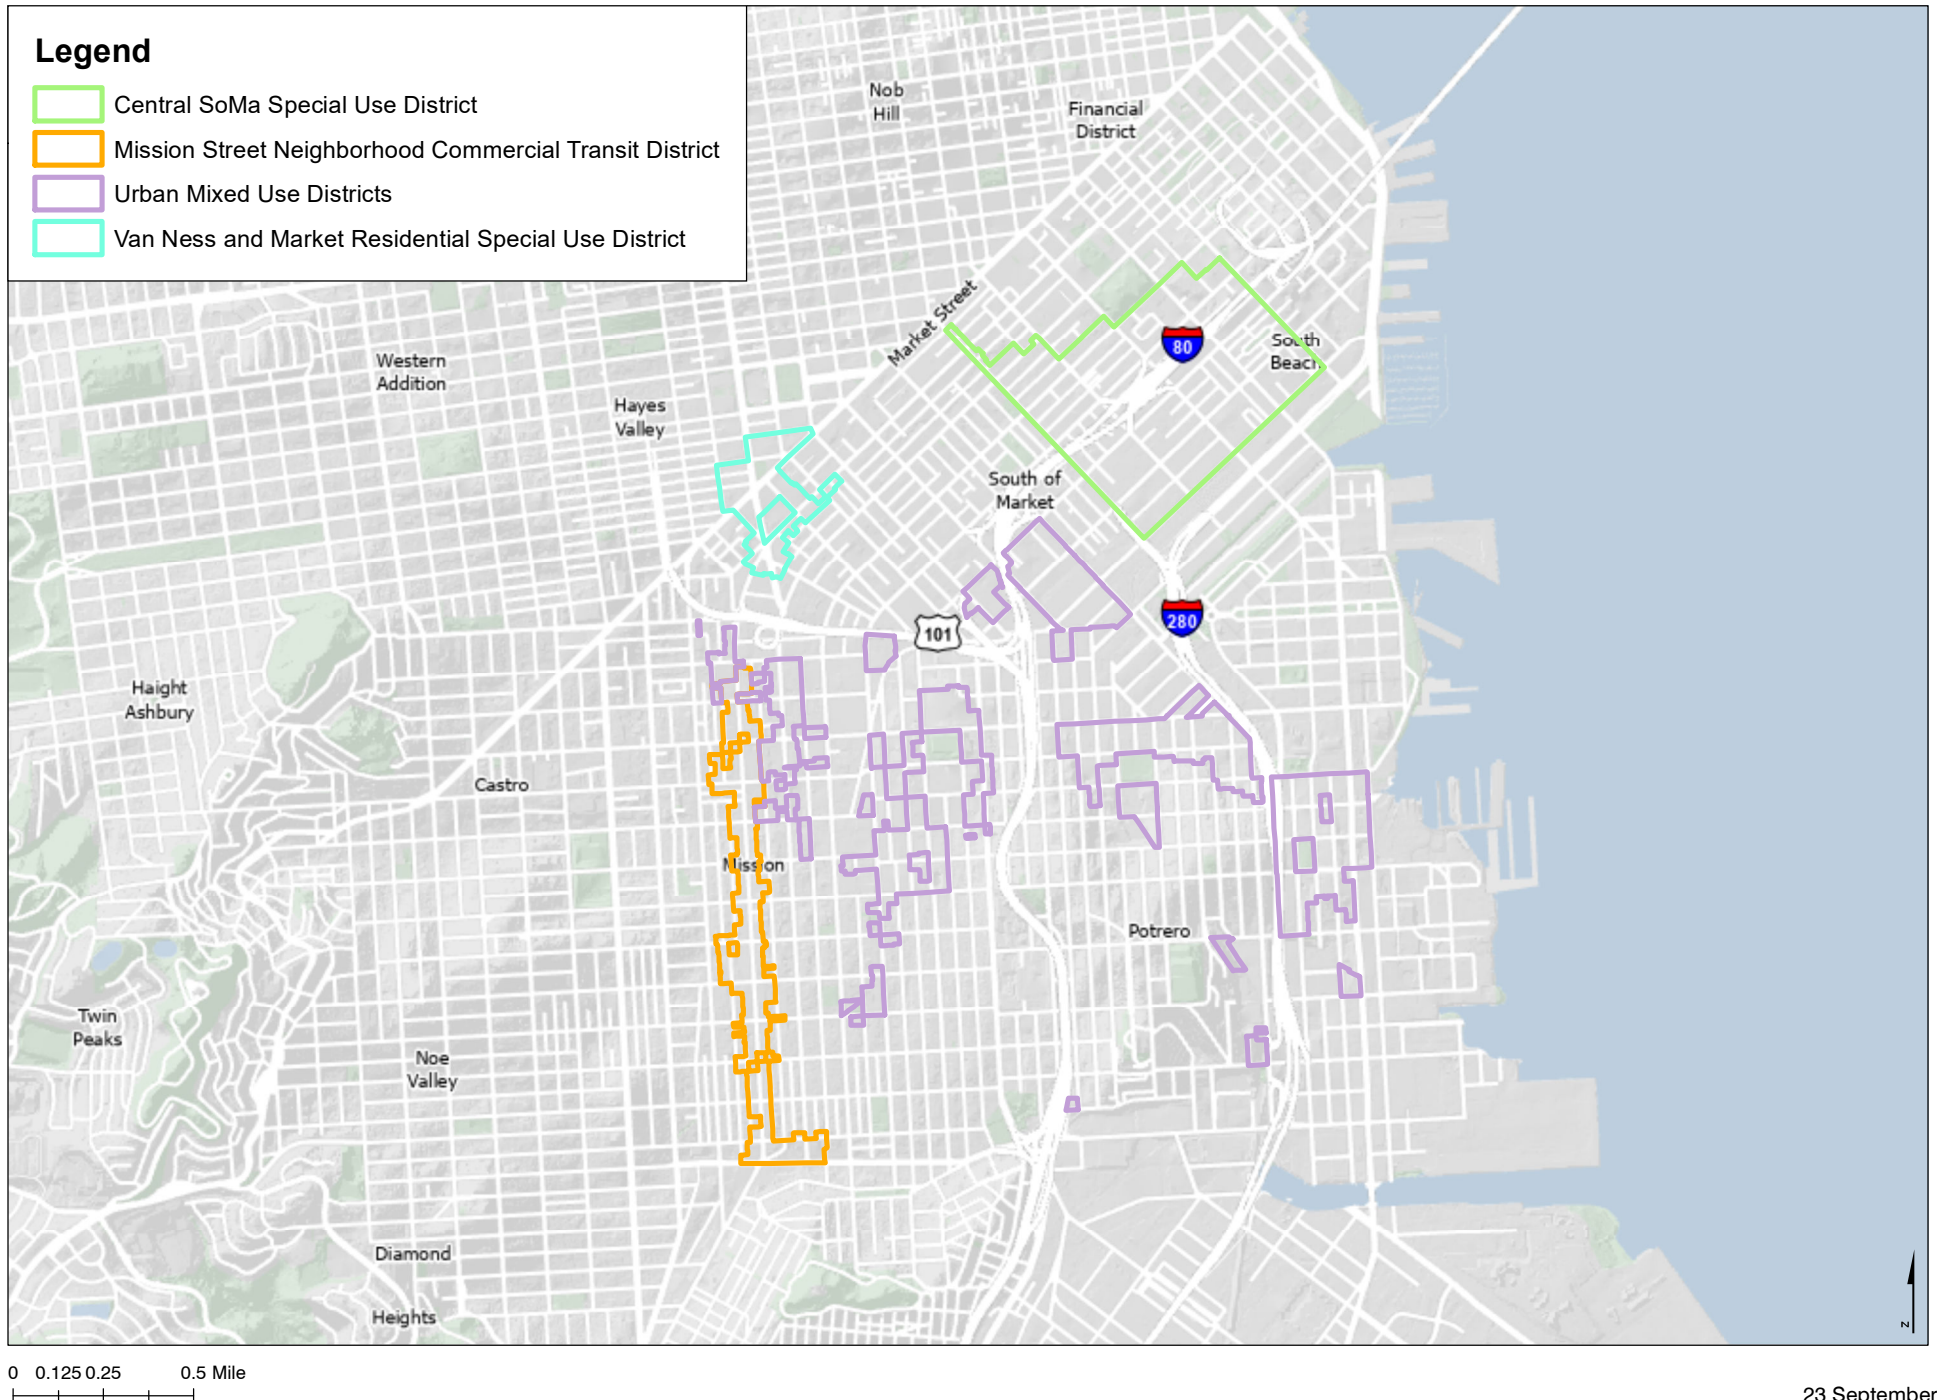 Legend
Central SoMa Special Use District
Mission Street Neighborhood Commercial Transit District
Urban Mixed Use Districts
Van Ness and Market Residential Special Use District
Nob
Hill
Financial
District
Market Street
80
South
Beach
Western
Addition
Hayes
Valley
South of
Market
101
280
Haight
Ashbury
Castro
Mission
Potrero
Twin
Peaks
Noe
Valley
Diamond
Heights
N
0 0.125 0.25 0.5 Mile
23 September